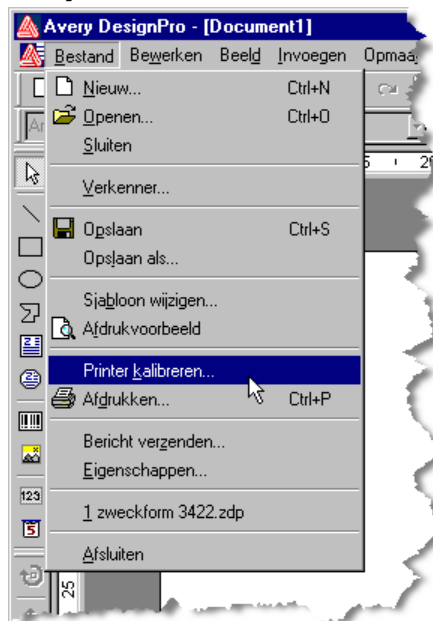 Avery DesignPro - [Document1]
Bestand Bewerken Beeld Invoegen Opmaa
Nieuw... Ctrl+N
Openen... Ctrl+O
Sluiten
Verkenner...
Opslaan Ctrl+S
Opslaan als...
Sjabloon wijzigen...
Afdrukvoorbeeld
Printer kalibreren...
Afdrukken... Ctrl+P
Bericht verzenden...
Eigenschappen...
1 zweckform 3422.zdp
Afsluiten
123
5
25